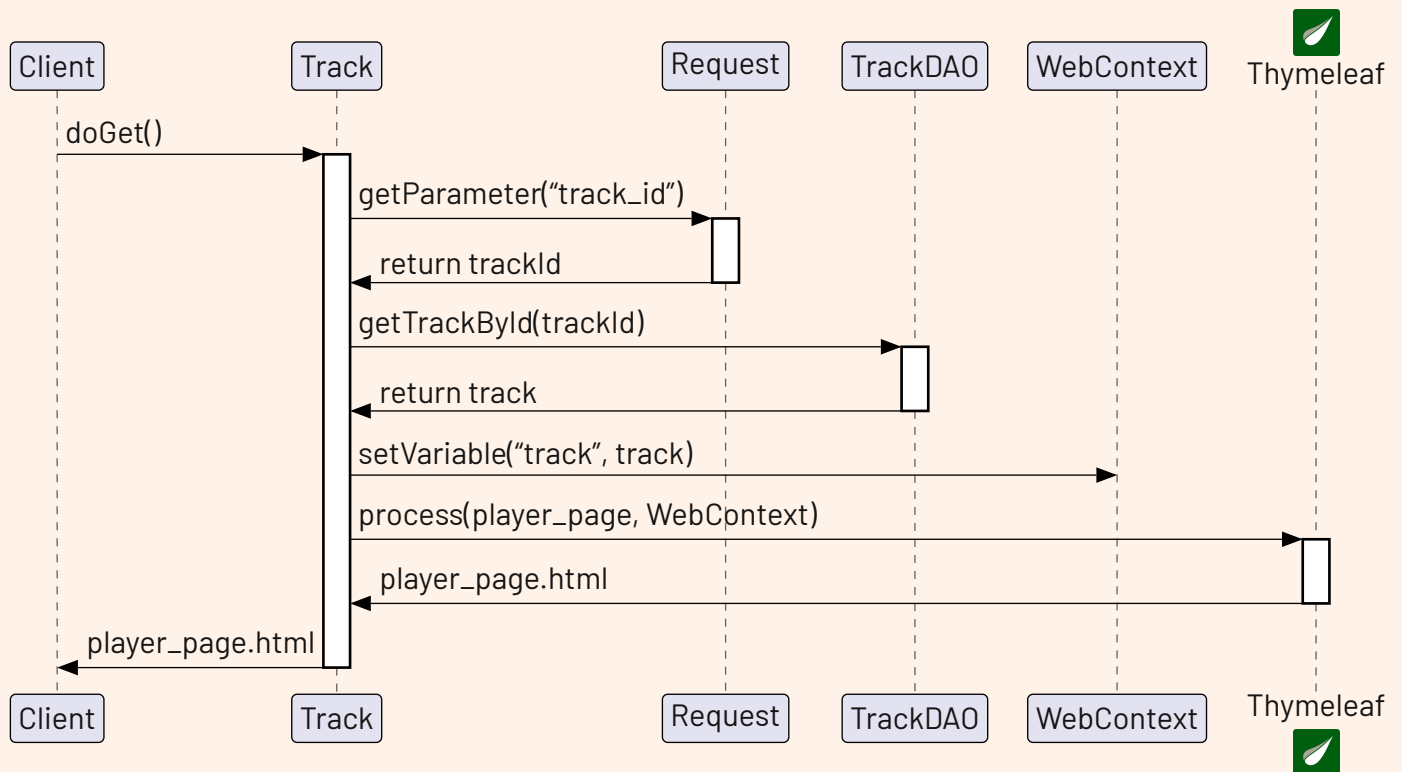 Client
Track
Request
TrackDAO
WebContext
Thymeleaf
doGet()
getParameter(“track_id”)
return trackId
getTrackById(trackId)
return track
setVariable(“track”, track)
process(player_page, WebContext)
player_page.html
player_page.html
Client
Track
Request
TrackDAO
WebContext
Thymeleaf